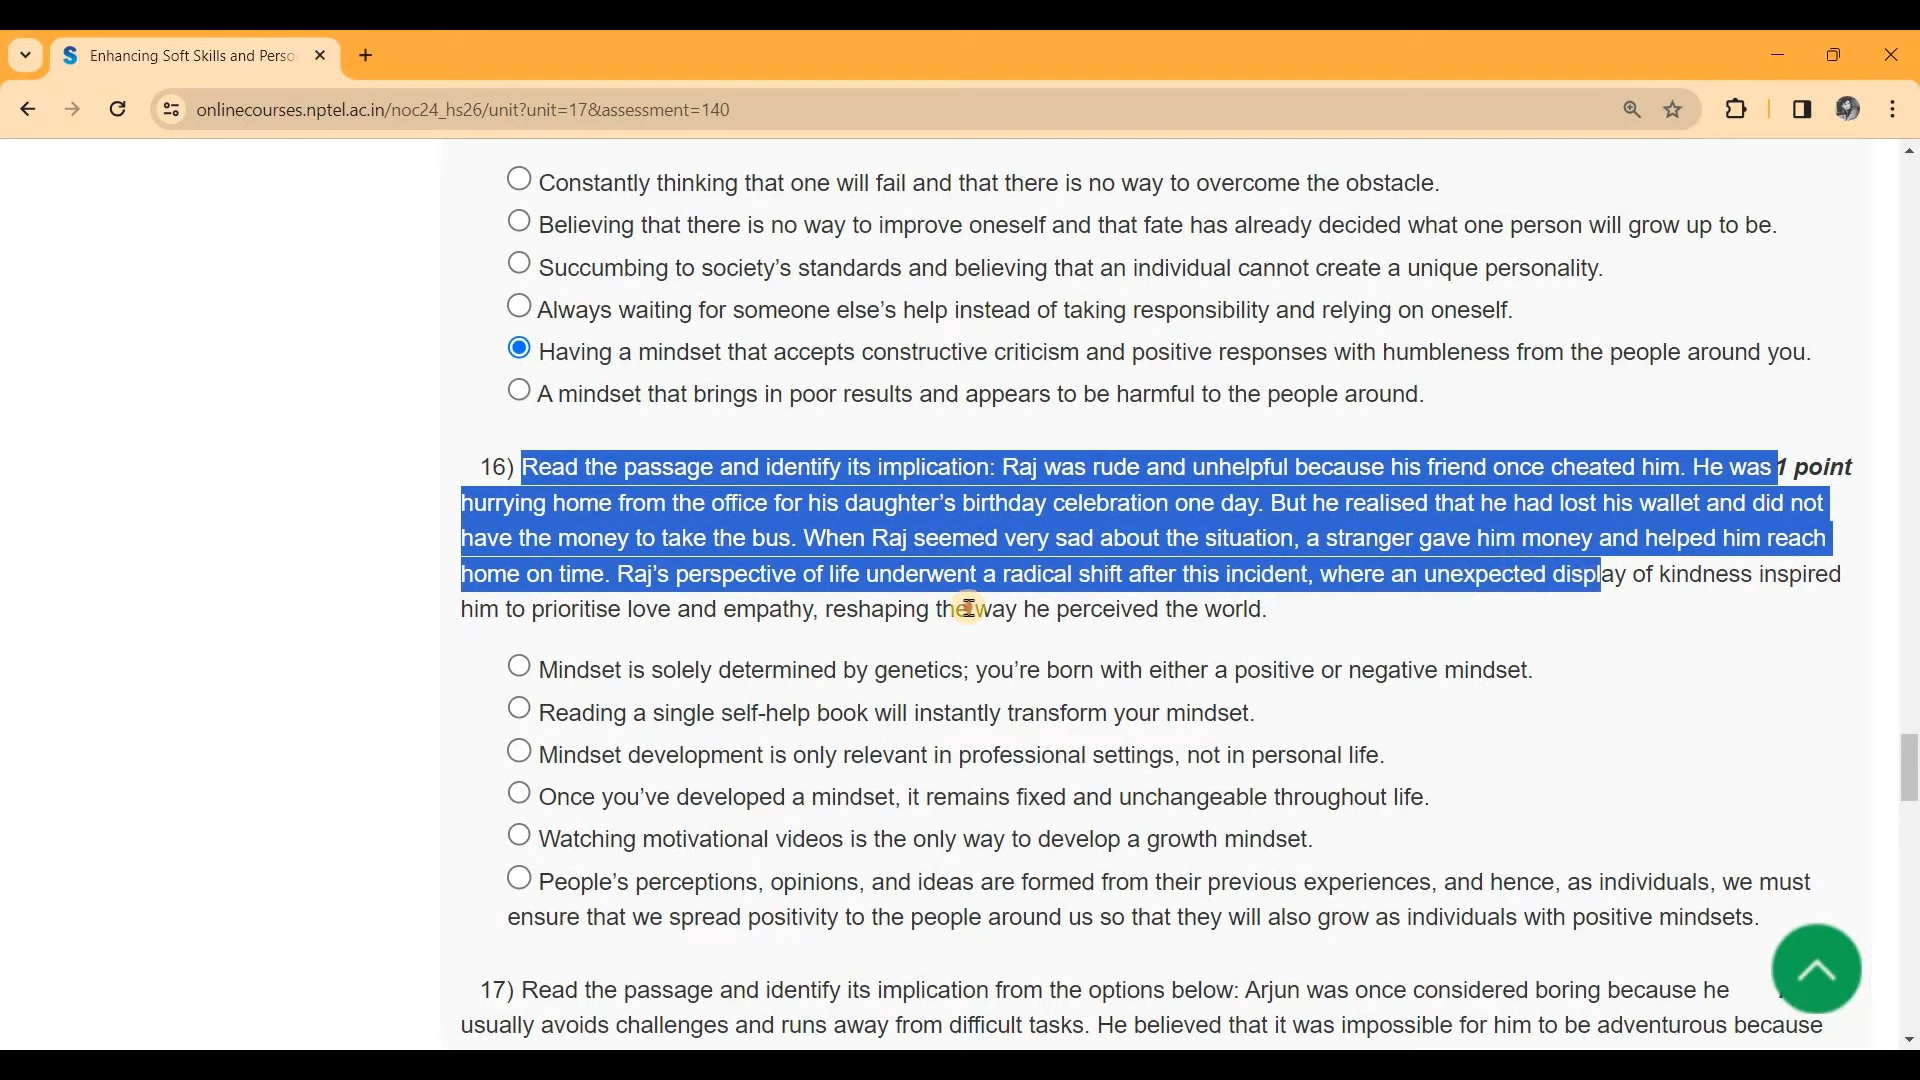 Enhancing Soft Skills and Perso
onlinecourses.nptel.ac.in/noc24_hs26/unit?unit=17&assessment=140
Constantly thinking that one will fail and that there is no way to overcome the obstacle.
Believing that there is no way to improve oneself and that fate has already decided what one person will grow up to be.
Succumbing to society's standards and believing that an individual cannot create a unique personality.
Always waiting for someone else's help instead of taking responsibility and relying on oneself.
Having a mindset that accepts constructive criticism and positive responses with humbleness from the people around you.
A mindset that brings in poor results and appears to be harmful to the people around.
16) Read the passage and identify its implication: Raj was rude and unhelpful because his friend once cheated him. He was 1 point
hurrying home from the office for his daughter's birthday celebration one day. But he realised that he had lost his wallet and did not
have the money to take the bus. When Raj seemed very sad about the situation, a stranger gave him money and helped him reach
home on time. Raj's perspective of life underwent a radical shift after this incident, where an unexpected display of kindness inspired
him to prioritise love and empathy, reshaping the way he perceived the world.
Mindset is solely determined by genetics; you're born with either a positive or negative mindset.
Reading a single self-help book will instantly transform your mindset.
Mindset development is only relevant in professional settings, not in personal life.
Once you've developed a mindset, it remains fixed and unchangeable throughout life.
Watching motivational videos is the only way to develop a growth mindset.
People's perceptions, opinions, and ideas are formed from their previous experiences, and hence, as individuals, we must
ensure that we spread positivity to the people around us so that they will also grow as individuals with positive mindsets.
17) Read the passage and identify its implication from the options below: Arjun was once considered boring because he
usually avoids challenges and runs away from difficult tasks. He believed that it was impossible for him to be adventurous because